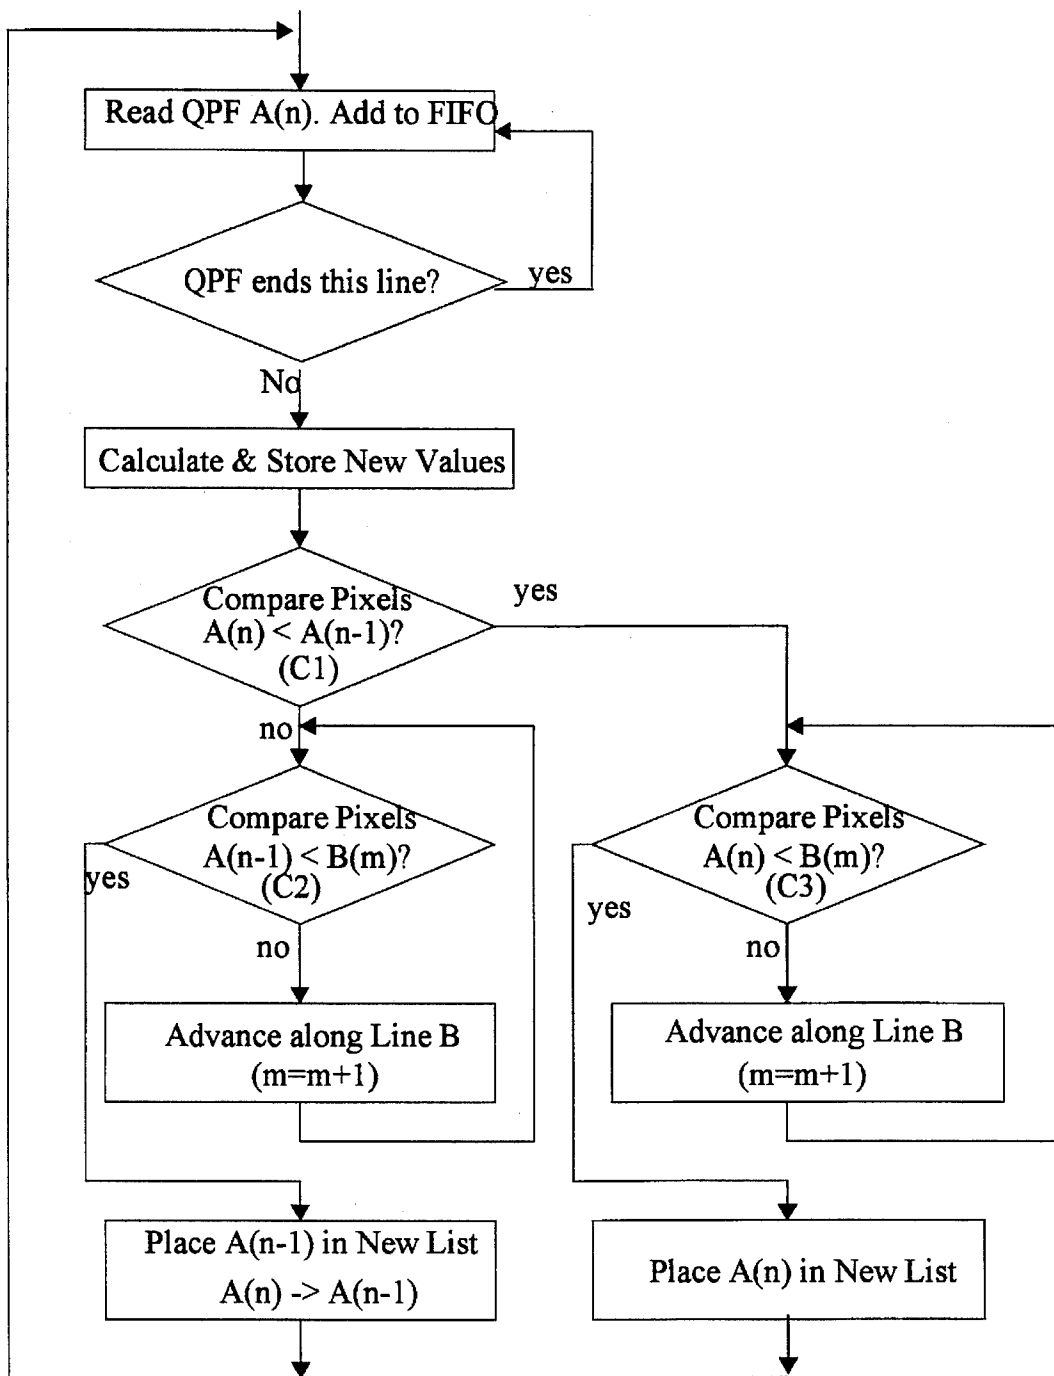 Read QPF A(n). Add to FIFO
QPF ends this line?
yes
No
Calculate & Store New Values
Compare Pixels
A(n) < A(n-1)?
(C1)
yes
no
Compare Pixels
A(n-1) < B(m)?
(C2)
yes
no
Advance along Line B
(m=m+1)
Place A(n-1) in New List
A(n) -> A(n-1)
Compare Pixels
A(n) < B(m)?
(C3)
yes
no
Advance along Line B
(m=m+1)
Place A(n) in New List